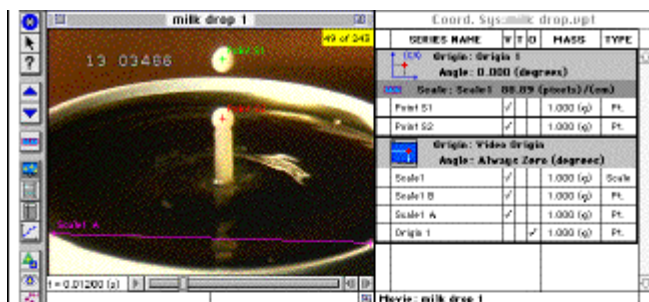 milk drop 1
49 of 243
13 03466
Point S1
Point S2
Scale1 A
t = 0.01200 (s)
Coord. Sys:milk drop.vpt
SERIES NAME V T O MASS TYPE
Origin: Origin 1
Angle: 0.000 (degrees)
Scale: Scale1 88.89 (pixels)/(cm)
Point S1 ✓ 1.000 (g) Pt.
Point S2 ✓ 1.000 (g) Pt.
Origin: Video Origin
Angle: Always Zero (degrees)
Scale1 ✓ 1.000 (g) Scale
Scale1 B ✓ 1.000 (g) Pt.
Scale1 A ✓ 1.000 (g) Pt.
Origin 1 ✓ 1.000 (g) Pt.
Movie: milk drop 1